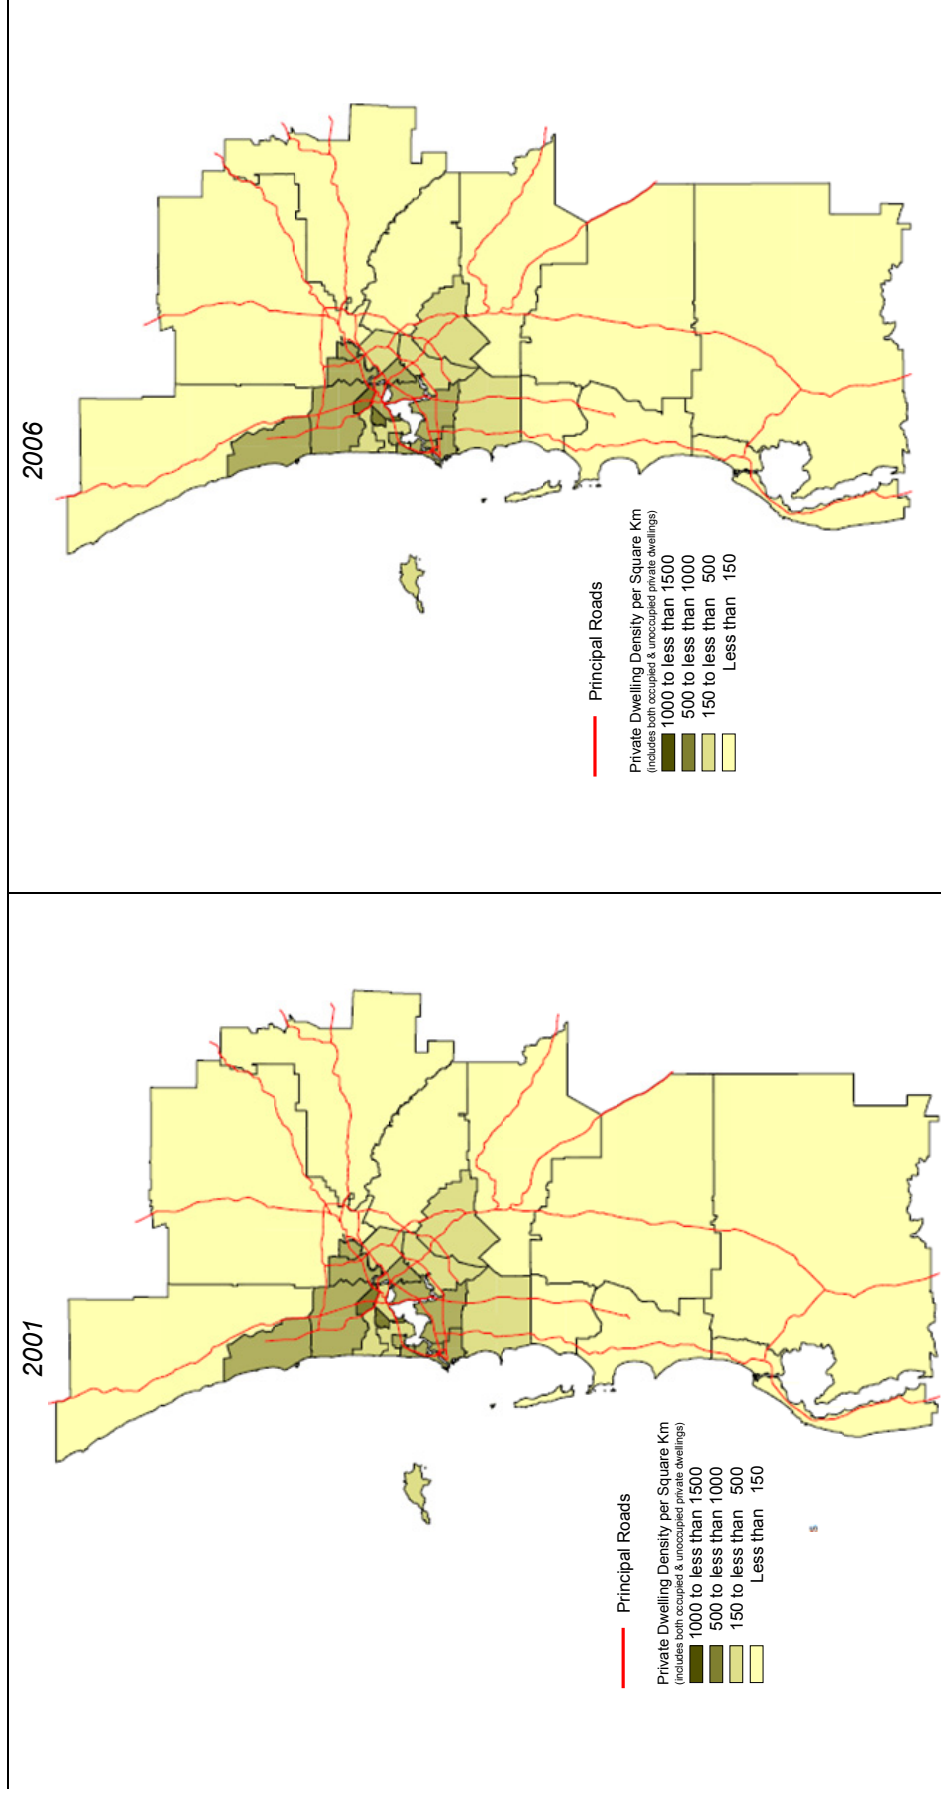 2001
Principal Roads
Private Dwelling Density per Square Km
(includes both occupied & unoccupied private dwellings)
1000 to less than 1500
500 to less than 1000
150 to less than 500
Less than 150
2006
Principal Roads
Private Dwelling Density per Square Km
(includes both occupied & unoccupied private dwellings)
1000 to less than 1500
500 to less than 1000
150 to less than 500
Less than 150